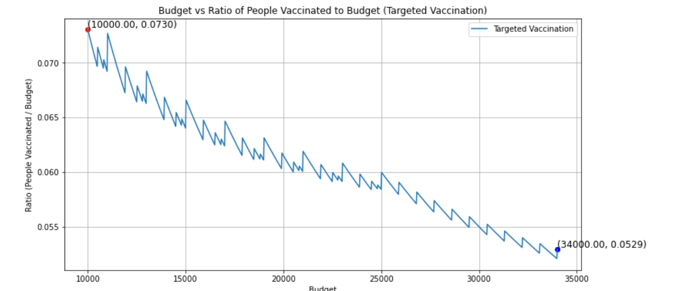 Budget vs Ratio of People Vaccinated to Budget (Targeted Vaccination)
(10000.00, 0.0730)
Targeted Vaccination
0.070
0.065
0.060
0.055
Ratio (People Vaccinated / Budget)
(34000.00, 0.0529)
10000 15000 20000 25000 30000 35000
Budget